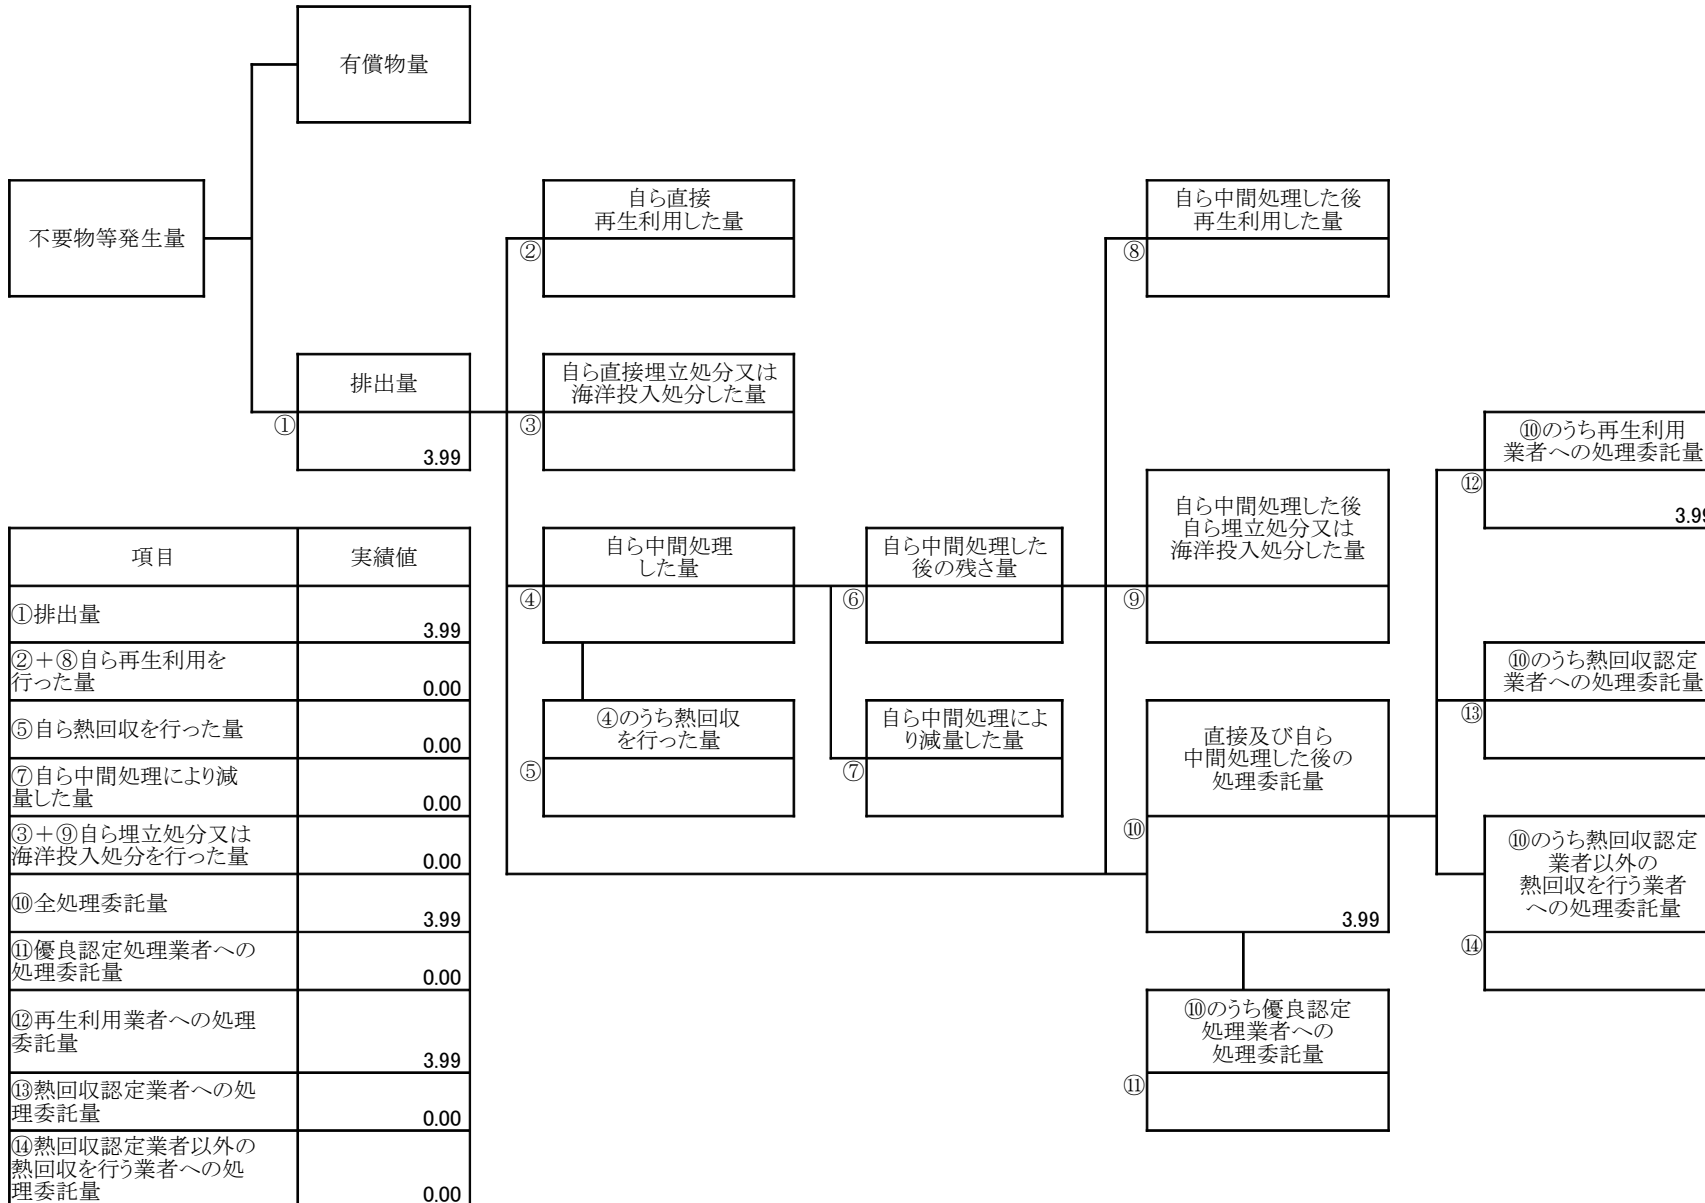 有償物量
不要物等発生量
自ら直接
再生利用した量
②
自ら中間処理した後
再生利用した量
⑧
排出量
①
3.99
自ら直接埋立処分又は
海洋投入処分した量
③
⑩のうち再生利用
業者への処理委託量
⑫
3.99
自ら中間処理
した量
④
自ら中間処理した
後の残さ量
⑥
自ら中間処理した後
自ら埋立処分又は
海洋投入処分した量
⑨
⑩のうち熱回収認定
業者への処理委託量
⑬
④のうち熱回収
を行った量
⑤
自ら中間処理によ
り減量した量
⑦
直接及び自ら
中間処理した後の
処理委託量
⑩
3.99
⑩のうち熱回収認定
業者以外の
熱回収を行う業者
への処理委託量
⑭
⑩のうち優良認定
処理業者への
処理委託量
⑪
項目 実績値
①排出量
3.99
②＋⑧自ら再生利用を
行った量
0.00
⑤自ら熱回収を行った量
0.00
⑦自ら中間処理により減
量した量
0.00
③＋⑨自ら埋立処分又は
海洋投入処分を行った量
0.00
⑩全処理委託量
3.99
⑪優良認定処理業者への
処理委託量
0.00
⑫再生利用業者への処理
委託量
3.99
⑬熱回収認定業者への処
理委託量
0.00
⑭熱回収認定業者以外の
熱回収を行う業者への処
理委託量
0.00